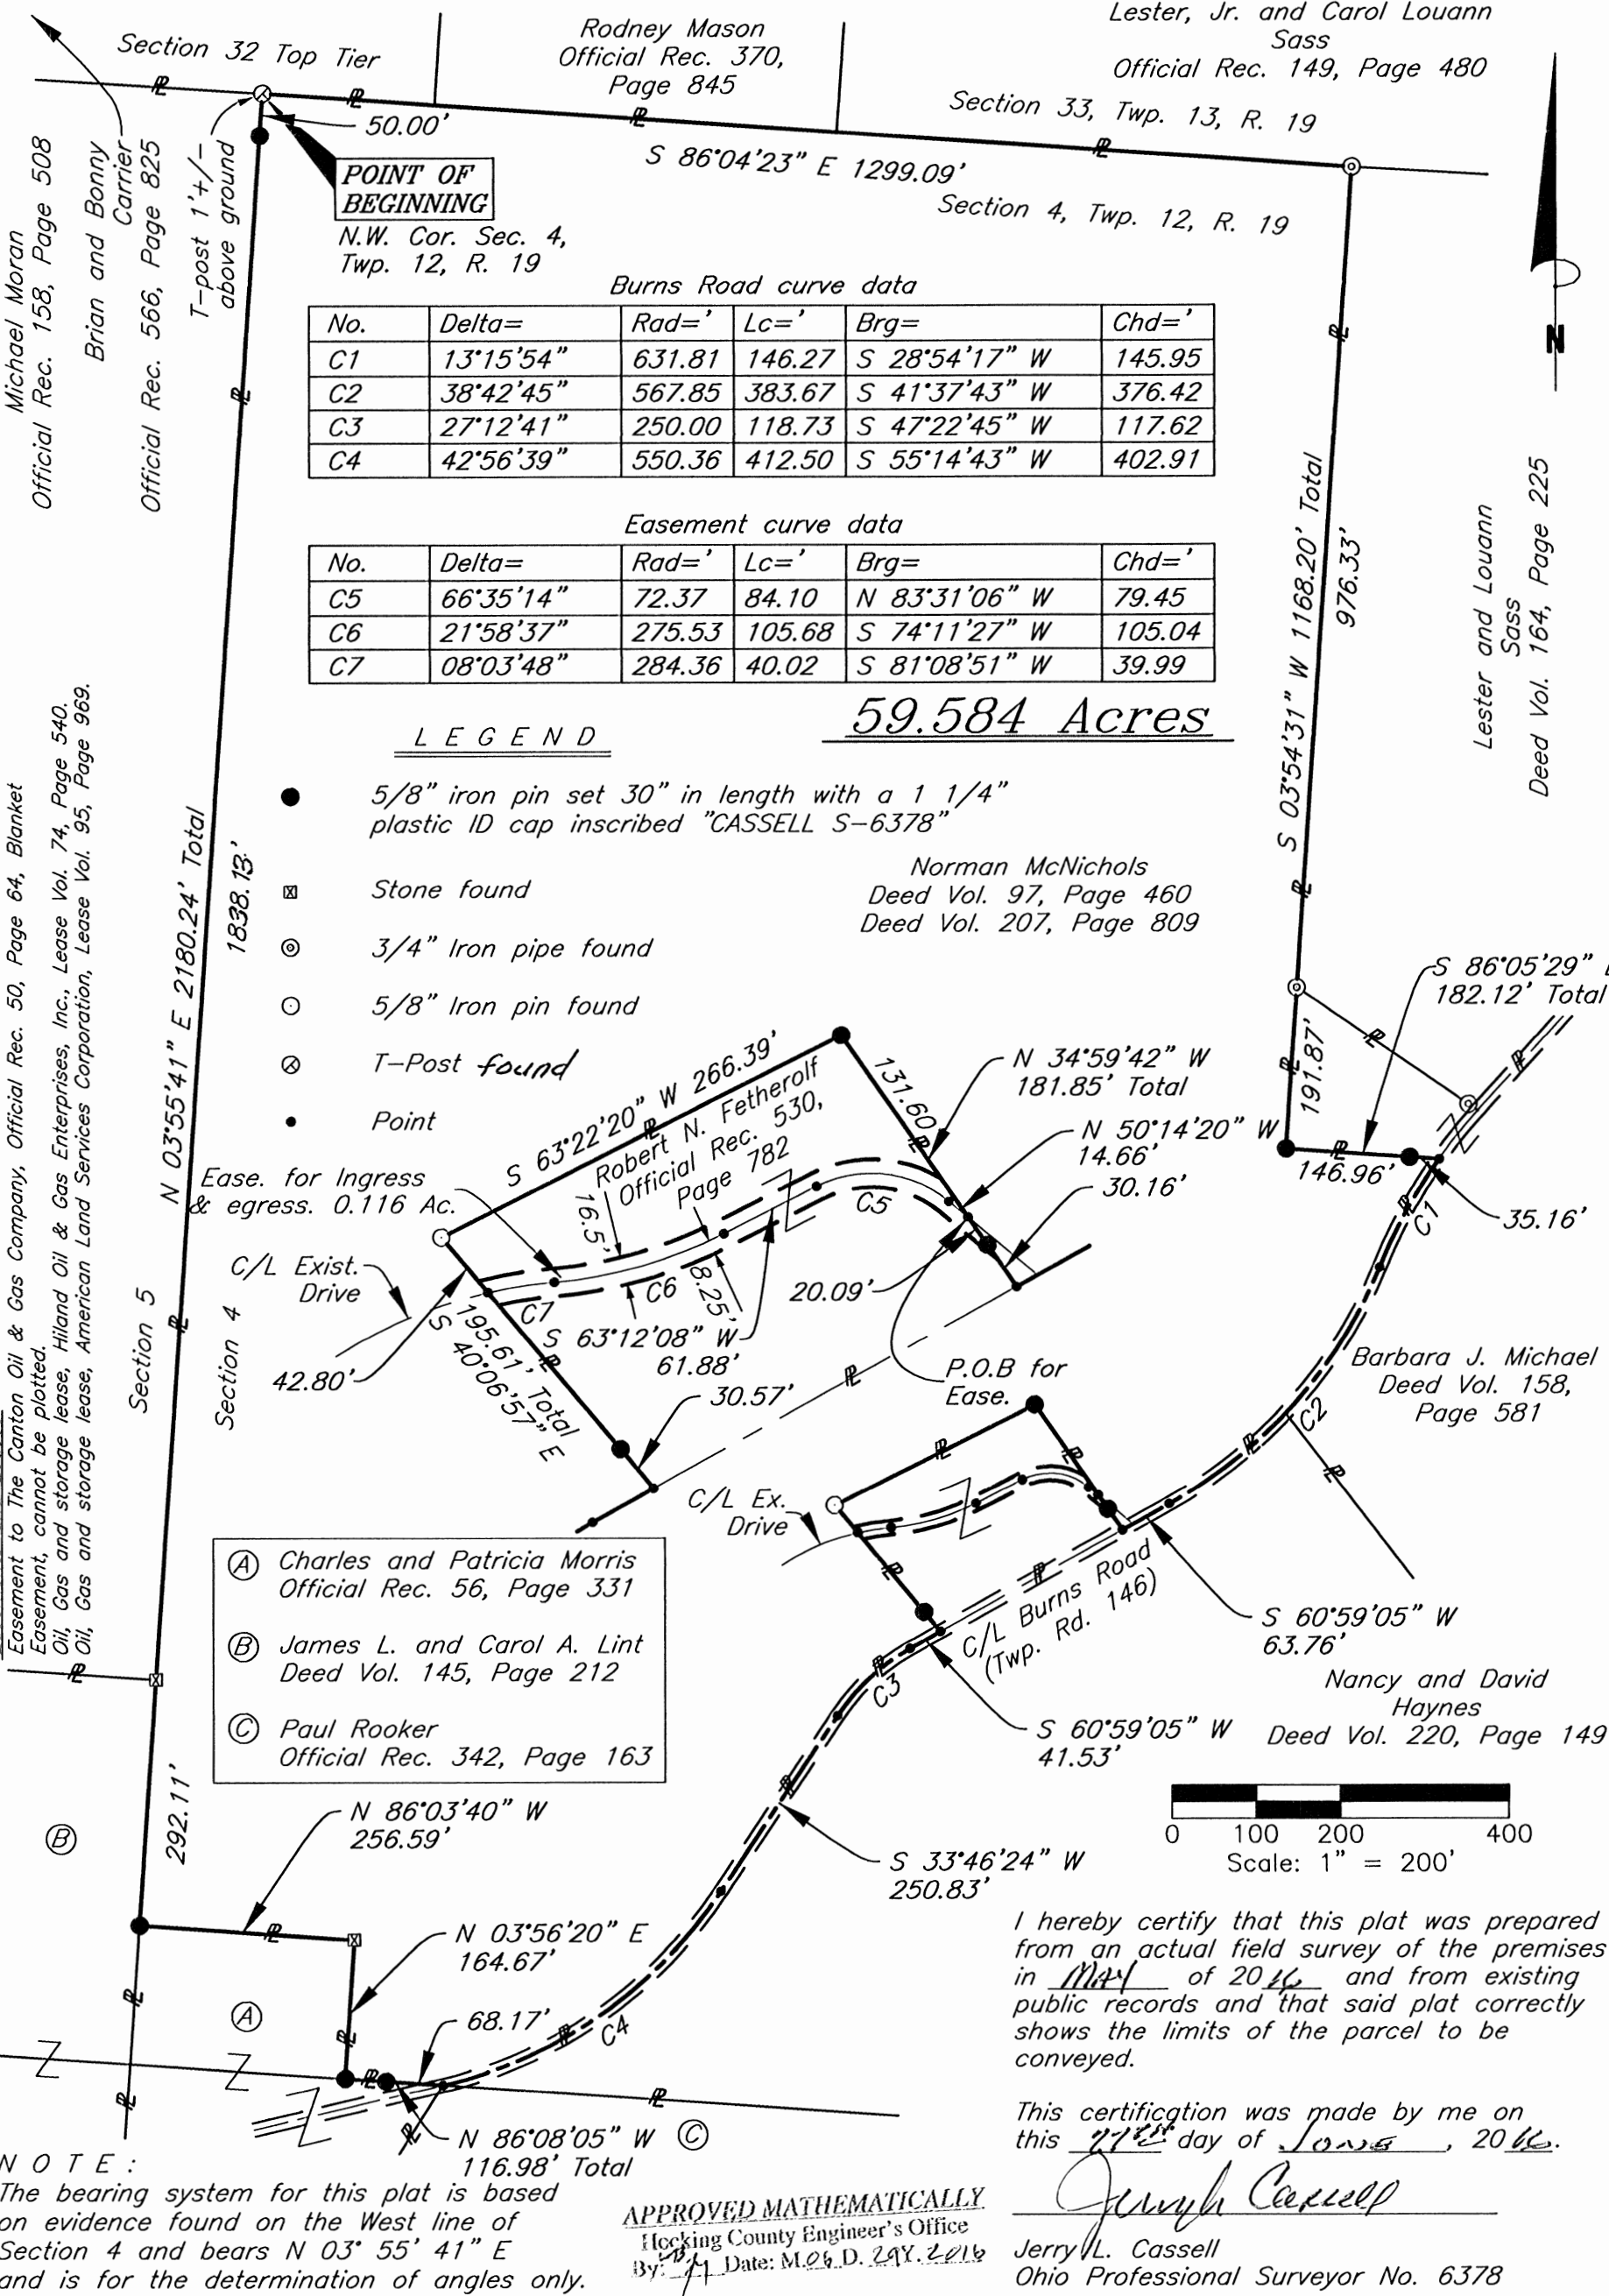 Section 32 Top Tier
Rodney Mason
Official Rec. 370,
Page 845
Lester, Jr. and Carol Louann
Sass
Official Rec. 149, Page 480
Section 33, Twp. 13, R. 19
50.00'
S 86°04'23" E 1299.09'
Section 4, Twp. 12, R. 19
POINT OF
BEGINNING
N.W. Cor. Sec. 4,
Twp. 12, R. 19
Michael Moran
Official Rec. 158, Page 508
Brian and Bonny
Carrier
Official Rec. 566, Page 825
T-post 1'+/-
above ground
N
Burns Road curve data
No. Delta= Rad=' Lc=' Brg= Chd='
C1 13°15'54" 631.81 146.27 S 28°54'17" W 145.95
C2 38°42'45" 567.85 383.67 S 41°37'43" W 376.42
C3 27°12'41" 250.00 118.73 S 47°22'45" W 117.62
C4 42°56'39" 550.36 412.50 S 55°14'43" W 402.91
Easement curve data
No. Delta= Rad=' Lc=' Brg= Chd='
C5 66°35'14" 72.37 84.10 N 83°31'06" W 79.45
C6 21°58'37" 275.53 105.68 S 74°11'27" W 105.04
C7 08°03'48" 284.36 40.02 S 81°08'51" W 39.99
59.584 Acres
S 03°54'31" W 1168.20' Total
976.33'
Lester and Louann
Sass
Deed Vol. 164, Page 225
LEGEND
5/8" iron pin set 30" in length with a 1 1/4"
plastic ID cap inscribed "CASSELL S-6378"
Stone found
3/4" Iron pipe found
5/8" Iron pin found
T-Post found
Point
Norman McNichols
Deed Vol. 97, Page 460
Deed Vol. 207, Page 809
N 03°55'41" E 2180.24' Total
1838.13'
Easement to The Canton Oil & Gas Company, Official Rec. 50, Page 64, Blanket
Easement, cannot be plotted.
Oil, Gas and storage lease, Hiland Oil & Gas Enterprises, Inc., Lease Vol. 74, Page 540.
Oil, Gas and storage lease, American Land Services Corporation, Lease Vol. 95, Page 969.
S 86°05'29"
182.12' Total
191.87'
146.96'
35.16'
C1
S 63°22'20" W 266.39'
131.60'
N 34°59'42" W
181.85' Total
N 50°14'20" W
14.66'
30.16'
Robert N. Fetherolf
Official Rec. 530,
Page 782
Ease. for Ingress
& egress. 0.116 Ac.
16.5'
C5
C/L Exist.
Drive
C6
8.25'
20.09'
C7
S 63°12'08" W
61.88'
42.80'
195.61' Total
S 40°06'57" E
30.57'
P.O.B for
Ease.
Section 5
Section 4
Barbara J. Michael
Deed Vol. 158,
Page 581
C2
C/L Ex.
Drive
C/L Burns Road
(Twp. Rd. 146)
S 60°59'05" W
63.76'
C3
S 60°59'05" W
41.53'
Nancy and David
Haynes
Deed Vol. 220, Page 149
A Charles and Patricia Morris
Official Rec. 56, Page 331
B James L. and Carol A. Lint
Deed Vol. 145, Page 212
C Paul Rooker
Official Rec. 342, Page 163
0 100 200 400
Scale: 1" = 200'
292.11'
B
N 86°03'40" W
256.59'
S 33°46'24" W
250.83'
N 03°56'20" E
164.67'
A
68.17'
C4
N 86°08'05" W
116.98' Total
C
I hereby certify that this plat was prepared
from an actual field survey of the premises
in MAY of 2016 and from existing
public records and that said plat correctly
shows the limits of the parcel to be
conveyed.
This certification was made by me on
this day of June, 2016.
Jerry L. Cassell
Ohio Professional Surveyor No. 6378
NOTE:
The bearing system for this plat is based
on evidence found on the West line of
Section 4 and bears N 03° 55' 41" E
and is for the determination of angles only.
APPROVED MATHEMATICALLY
Hocking County Engineer's Office
By: Date: M.06 D.29 Y.2016